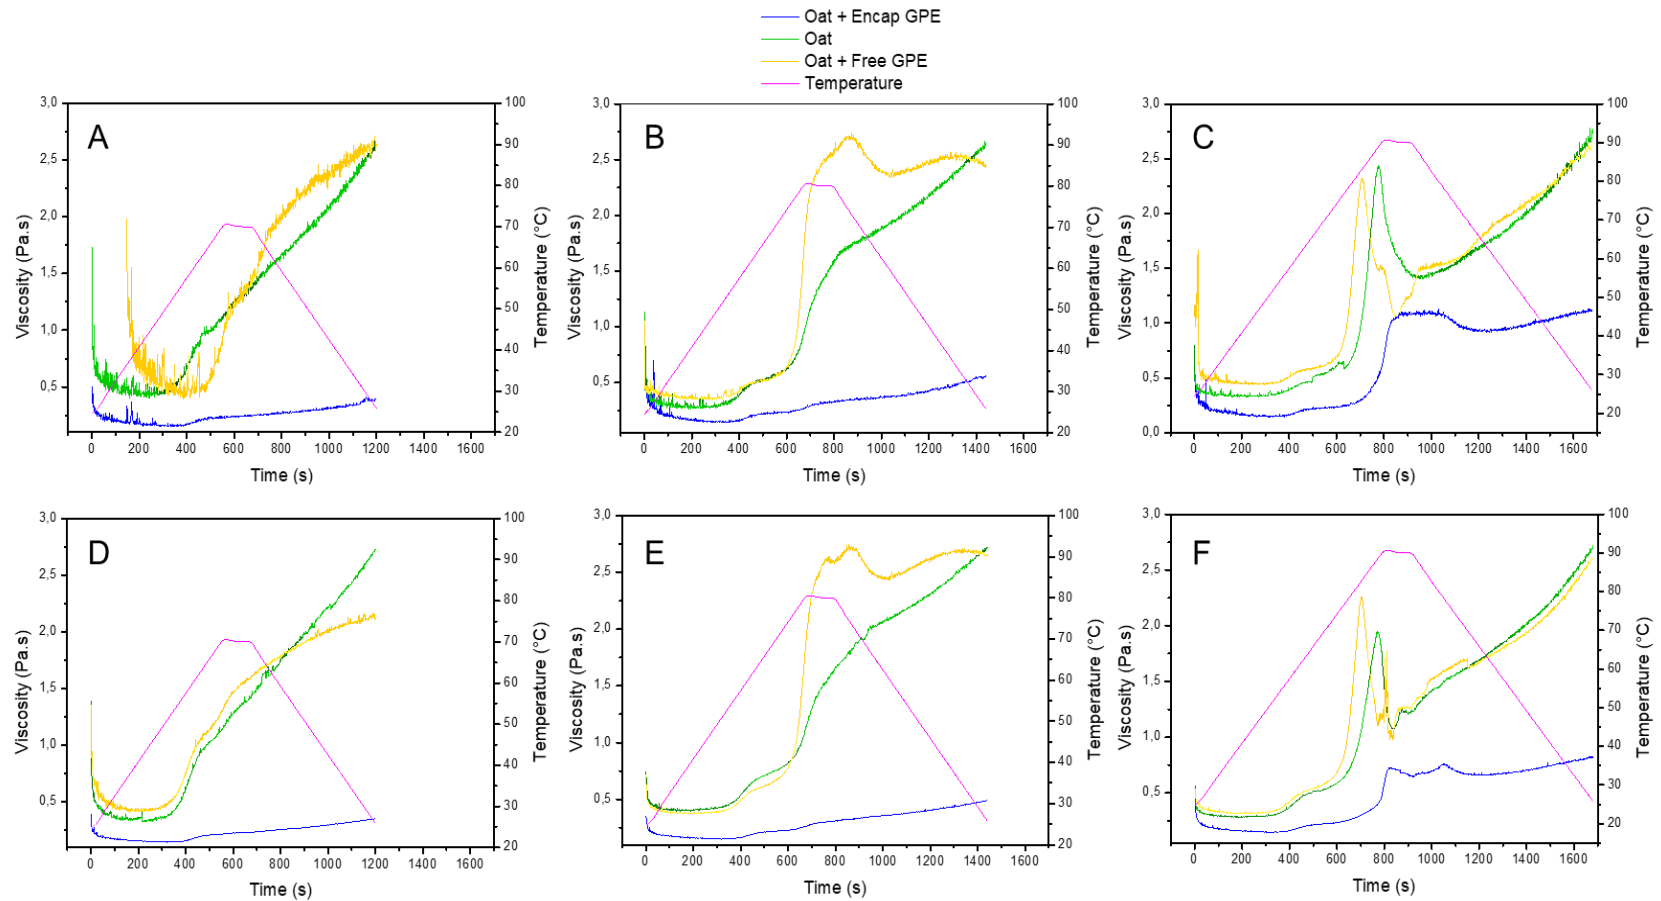 Oat + Encap GPE
Oat
Oat + Free GPE
Temperature
A
3,0
2,5
2,0
1,5
1,0
0,5
Viscosity (Pa.s)
100
90
80
70
60
50
40
30
20
Temperature (°C)
0 200 400 600 800 1000 1200 1400 1600
Time (s)
B
3,0
2,5
2,0
1,5
1,0
0,5
Viscosity (Pa.s)
100
90
80
70
60
50
40
30
20
Temperature (°C)
0 200 400 600 800 1000 1200 1400 1600
Time (s)
C
3,0
2,5
2,0
1,5
1,0
0,5
0,0
Viscosity (Pa.s)
100
90
80
70
60
50
40
30
20
Temperature (°C)
0 200 400 600 800 1000 1200 1400 1600
Time (s)
D
3,0
2,5
2,0
1,5
1,0
0,5
Viscosity (Pa.s)
100
90
80
70
60
50
40
30
20
Temperature (°C)
0 200 400 600 800 1000 1200 1400 1600
Time (s)
E
3,0
2,5
2,0
1,5
1,0
0,5
Viscosity (Pa.s)
100
90
80
70
60
50
40
30
20
Temperature (°C)
0 200 400 600 800 1000 1200 1400 1600
Time (s)
F
3,0
2,5
2,0
1,5
1,0
0,5
Viscosity (Pa.s)
100
90
80
70
60
50
40
30
20
Temperature (°C)
0 200 400 600 800 1000 1200 1400 1600
Time (s)